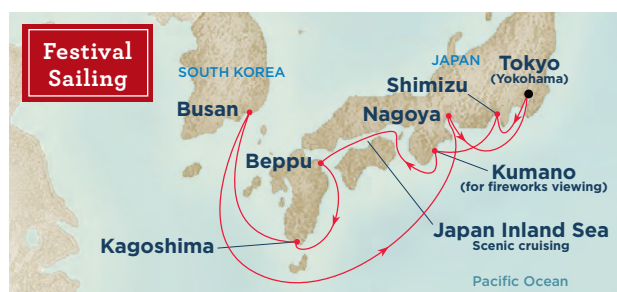 Festival
Sailing
SOUTH KOREA
JAPAN
Tokyo
(Yokohama)
Shimizu
Busan
Nagoya
Beppu
Kumano
(for fireworks viewing)
Japan Inland Sea
Scenic cruising
Kagoshima
Pacific Ocean